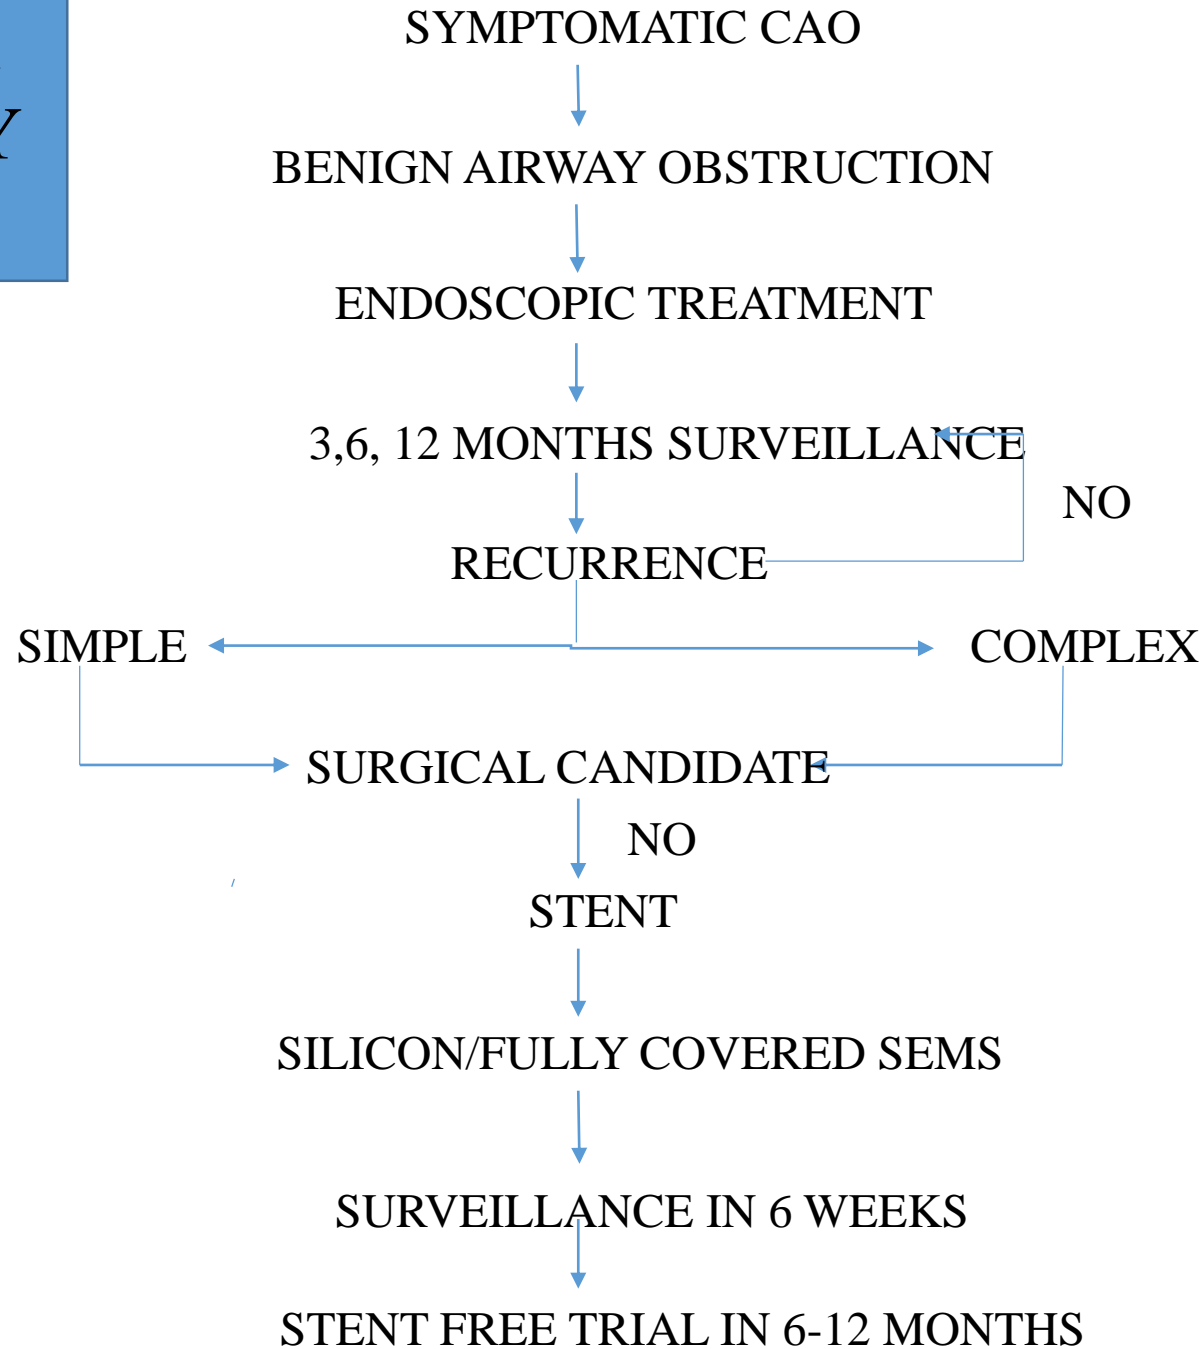 Y
SYMPTOMATIC CAO
BENIGN AIRWAY OBSTRUCTION
ENDOSCOPIC TREATMENT
3,6, 12 MONTHS SURVEILLANCE
NO
RECURRENCE
SIMPLE
COMPLEX
SURGICAL CANDIDATE
NO
STENT
SILICON/FULLY COVERED SEMS
SURVEILLANCE IN 6 WEEKS
STENT FREE TRIAL IN 6-12 MONTHS